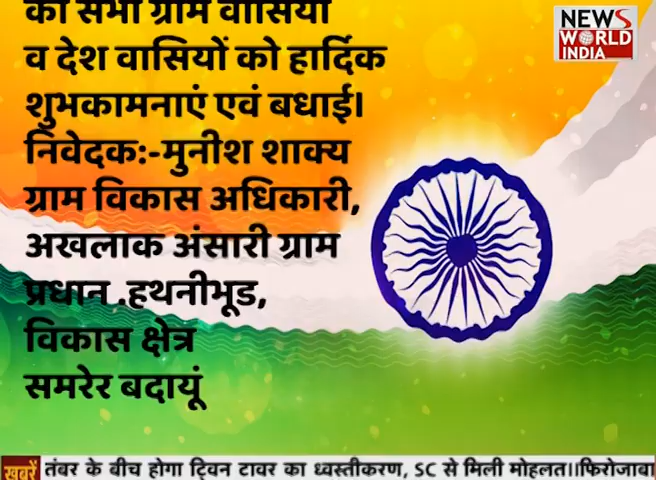 की सभी ग्राम वासियों
व देश वासियों को हार्दिक
शुभकामनाएं एवं बधाई।
निवेदकः-मुनीश शाक्य
ग्राम विकास अधिकारी,
अखलाक अंसारी ग्राम
प्रधान .हथनीभूड,
विकास क्षेत्र
समरेर बदायूं
NEWS
WORLD
INDIA
खबरें तंबर के बीच होगा ट्विन टावर का ध्वस्तीकरण, SC से मिली मोहलत॥फिरोजाबा